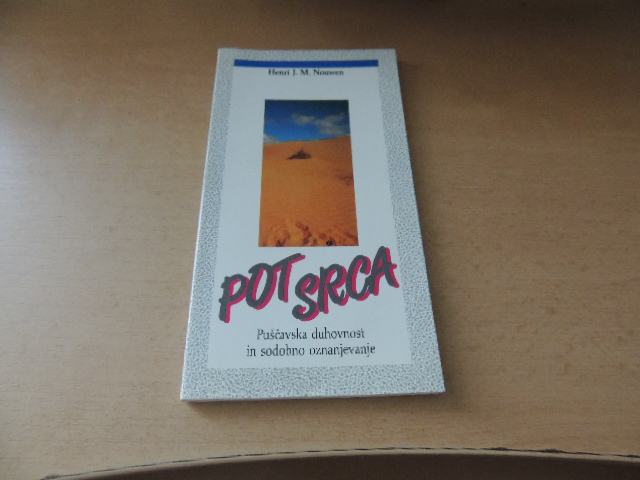 Henri J. M. Nouwen
POT SRCA
Puščavska duhovnost
in sodobno oznanjevanje